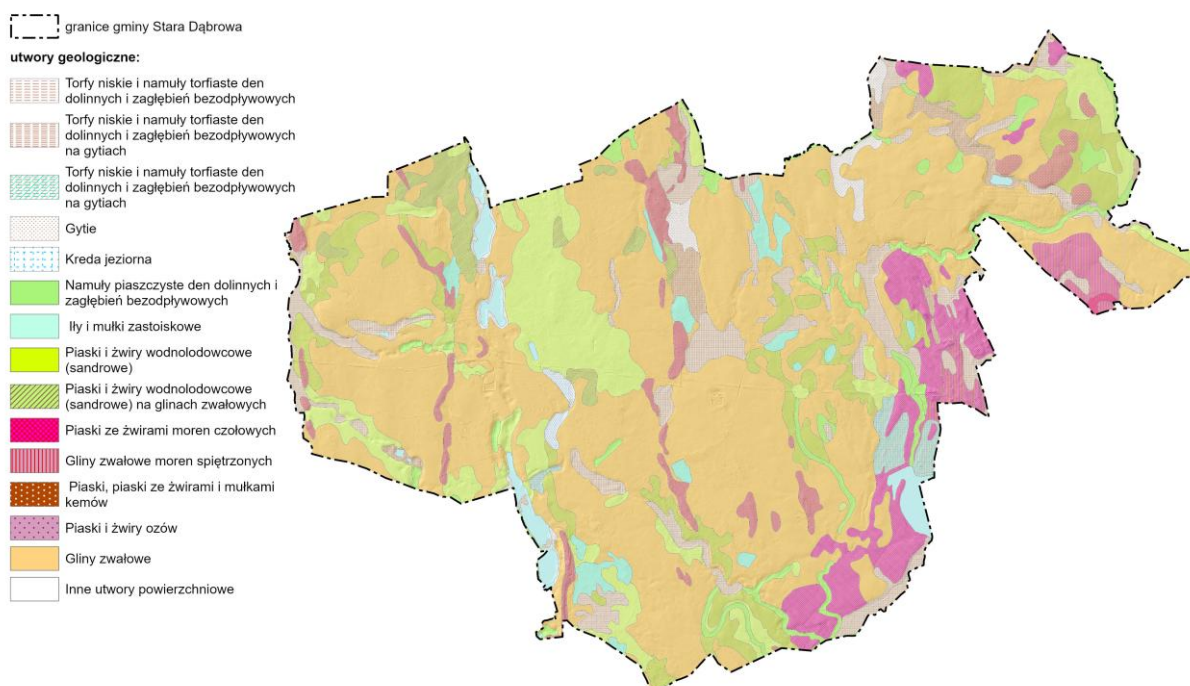 granice gminy Stara Dąbrowa
utwory geologiczne:
Torfy niskie i namuły torfiaste den
dolinnych i zagłębień bezodpływowych
Torfy niskie i namuły torfiaste den
dolinnych i zagłębień bezodpływowych
na gytiach
Torfy niskie i namuły torfiaste den
dolinnych i zagłębień bezodpływowych
na gytiach
Gytie
Kreda jeziorna
Namuły piaszczyste den dolinnych i
zagłębień bezodpływowych
Iły i mułki zastoiskowe
Piaski i żwiry wodnolodowcowe
(sandrowe)
Piaski i żwiry wodnolodowcowe
(sandrowe) na glinach zwałowych
Piaski ze żwirami moren czołowych
Gliny zwałowe moren spiętrzonych
Piaski, piaski ze żwirami i mułkami
kemów
Piaski i żwiry ozów
Gliny zwałowe
Inne utwory powierzchniowe